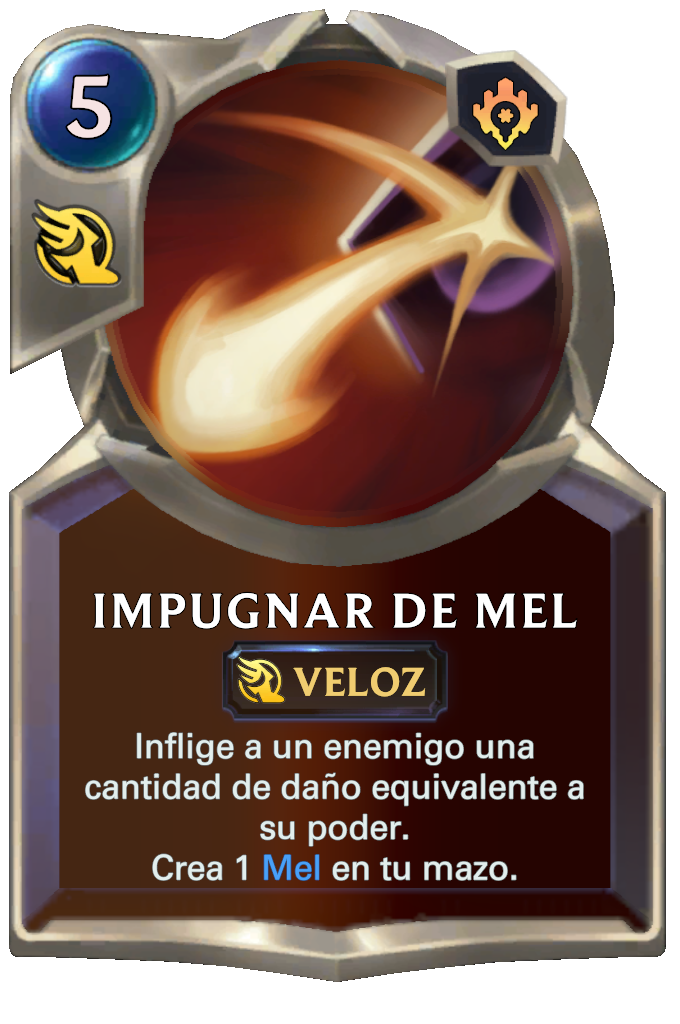 5
IMPUGNAR DE MEL
VELOZ
Inflige a un enemigo una
cantidad de daño equivalente a
su poder.
Crea 1 Mel en tu mazo.